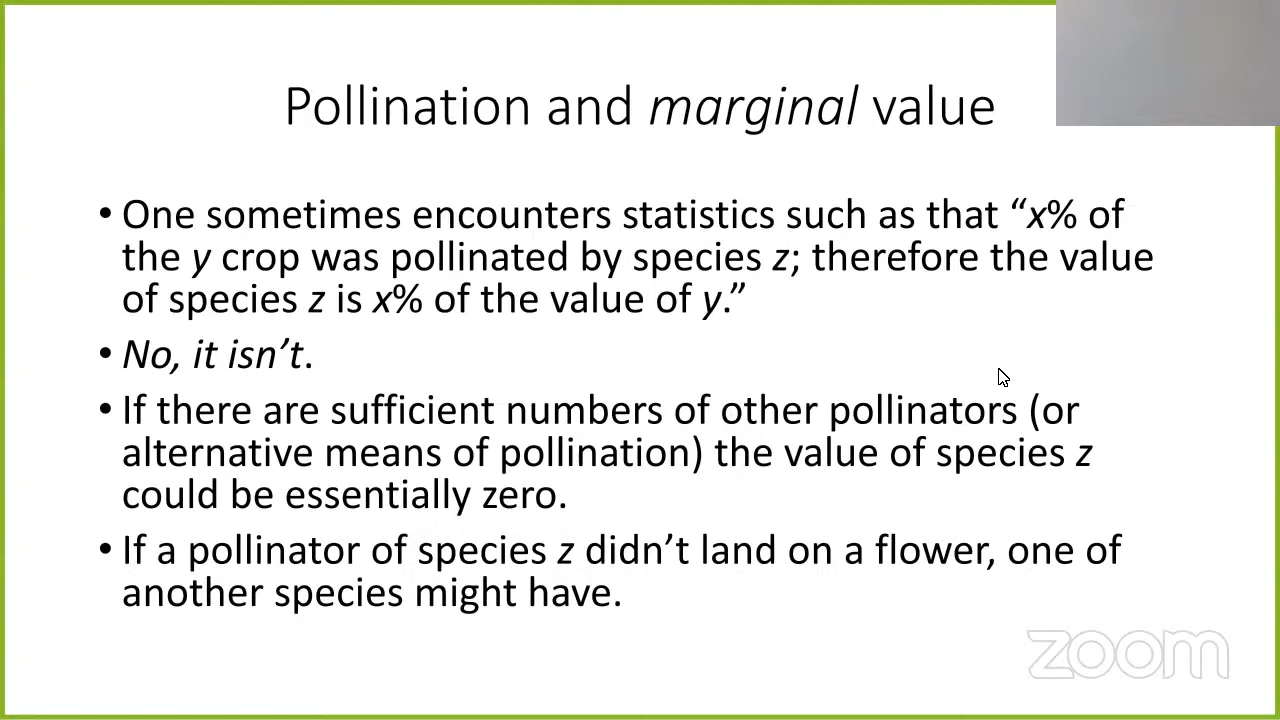 Pollination and marginal value
• One sometimes encounters statistics such as that “x% of
the y crop was pollinated by species z; therefore the value
of species z is x% of the value of y.”
• No, it isn’t.
• If there are sufficient numbers of other pollinators (or
alternative means of pollination) the value of species z
could be essentially zero.
• If a pollinator of species z didn’t land on a flower, one of
another species might have.
zoom